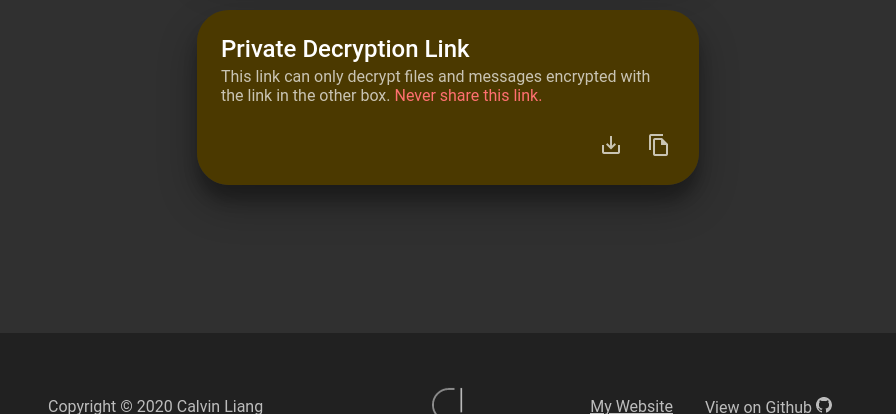 Private Decryption Link
This link can only decrypt files and messages encrypted with
the link in the other box. Never share this link.
Copyright © 2020 Calvin Liang
My Website
View on Github